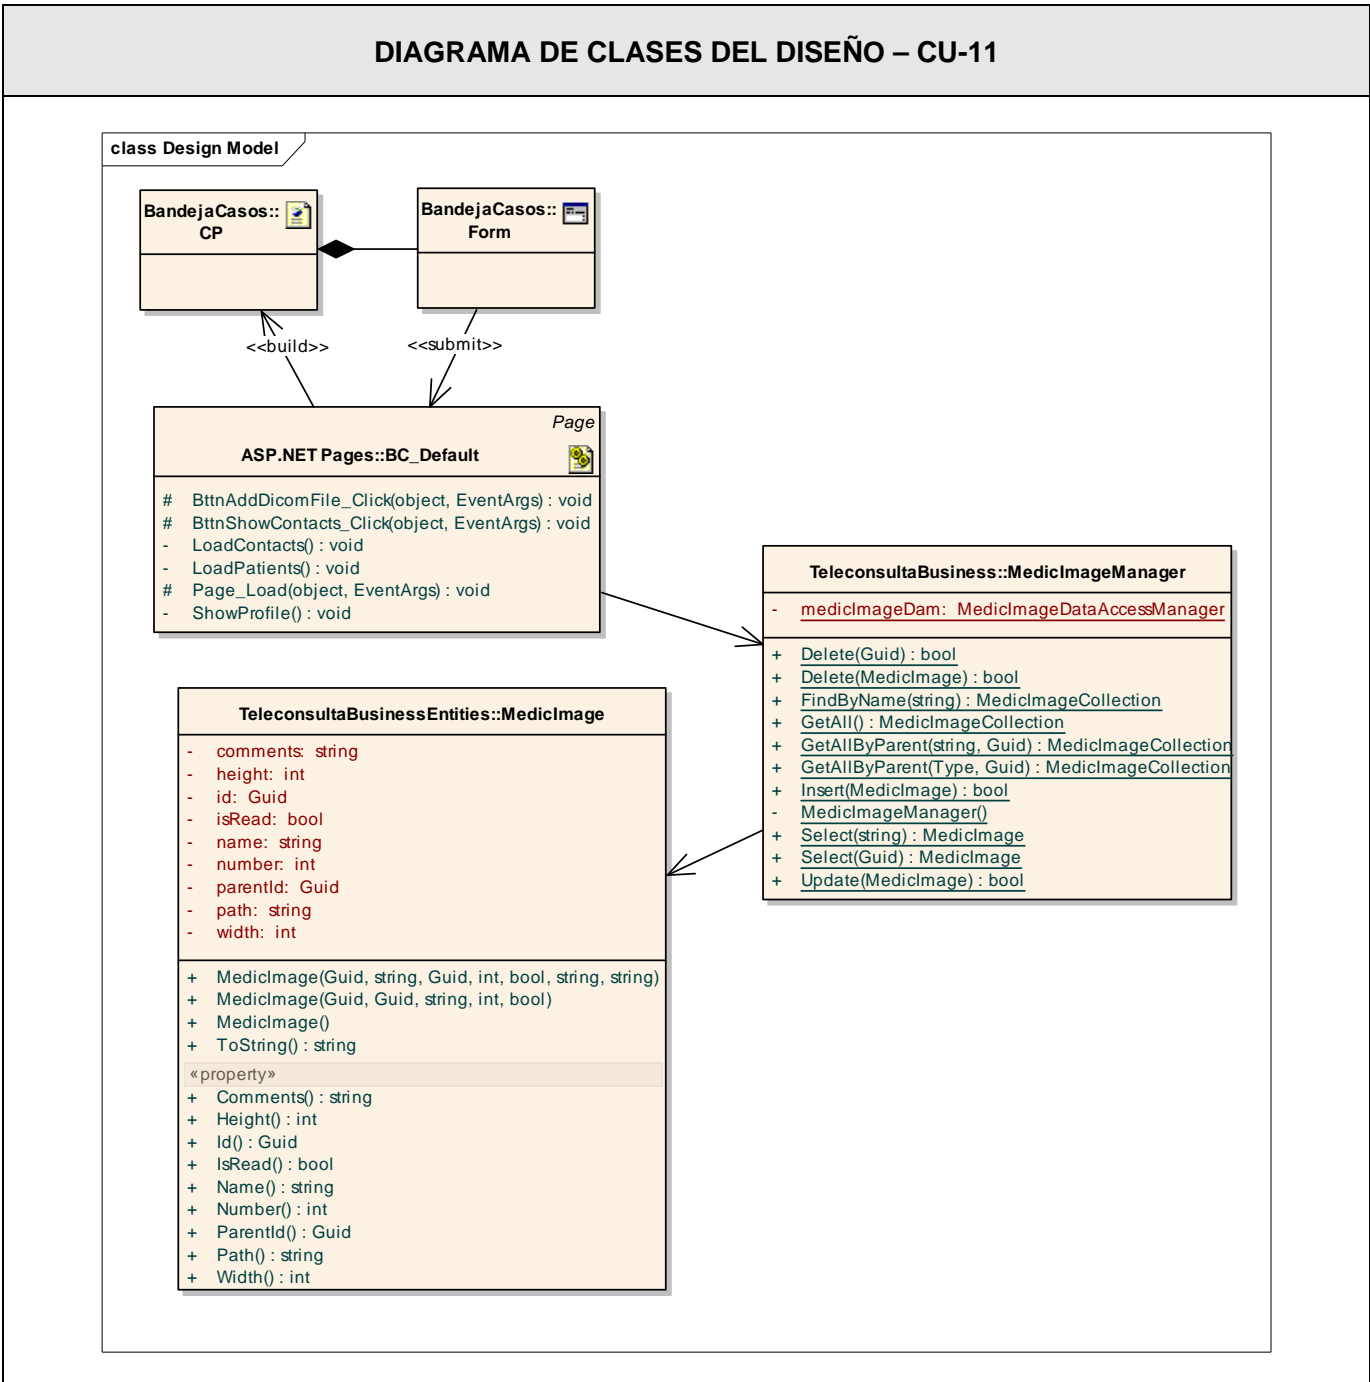 DIAGRAMA DE CLASES DEL DISEÑO – CU-11
class Design Model
BandejaCasos::
CP
BandejaCasos::
Form
<<build>>
<<submit>>
Page
ASP.NET Pages::BC_Default
# BttnAddDicomFile_Click(object, EventArgs) : void
# BttnShowContacts_Click(object, EventArgs) : void
- LoadContacts() : void
- LoadPatients() : void
# Page_Load(object, EventArgs) : void
- ShowProfile() : void
TeleconsultaBusiness::MedicImageManager
- medicImageDam: MedicImageDataAccessManager
+ Delete(Guid) : bool
+ Delete(MedicImage) : bool
+ FindByName(string) : MedicImageCollection
+ GetAll() : MedicImageCollection
+ GetAllByParent(string, Guid) : MedicImageCollection
+ GetAllByParent(Type, Guid) : MedicImageCollection
+ Insert(MedicImage) : bool
- MedicImageManager()
+ Select(string) : MedicImage
+ Select(Guid) : MedicImage
+ Update(MedicImage) : bool
TeleconsultaBusinessEntities::MedicImage
- comments: string
- height: int
- id: Guid
- isRead: bool
- name: string
- number: int
- parentId: Guid
- path: string
- width: int
+ MedicImage(Guid, string, Guid, int, bool, string, string)
+ MedicImage(Guid, Guid, string, int, bool)
+ MedicImage()
+ ToString() : string
«property»
+ Comments() : string
+ Height() : int
+ Id() : Guid
+ IsRead() : bool
+ Name() : string
+ Number() : int
+ ParentId() : Guid
+ Path() : string
+ Width() : int